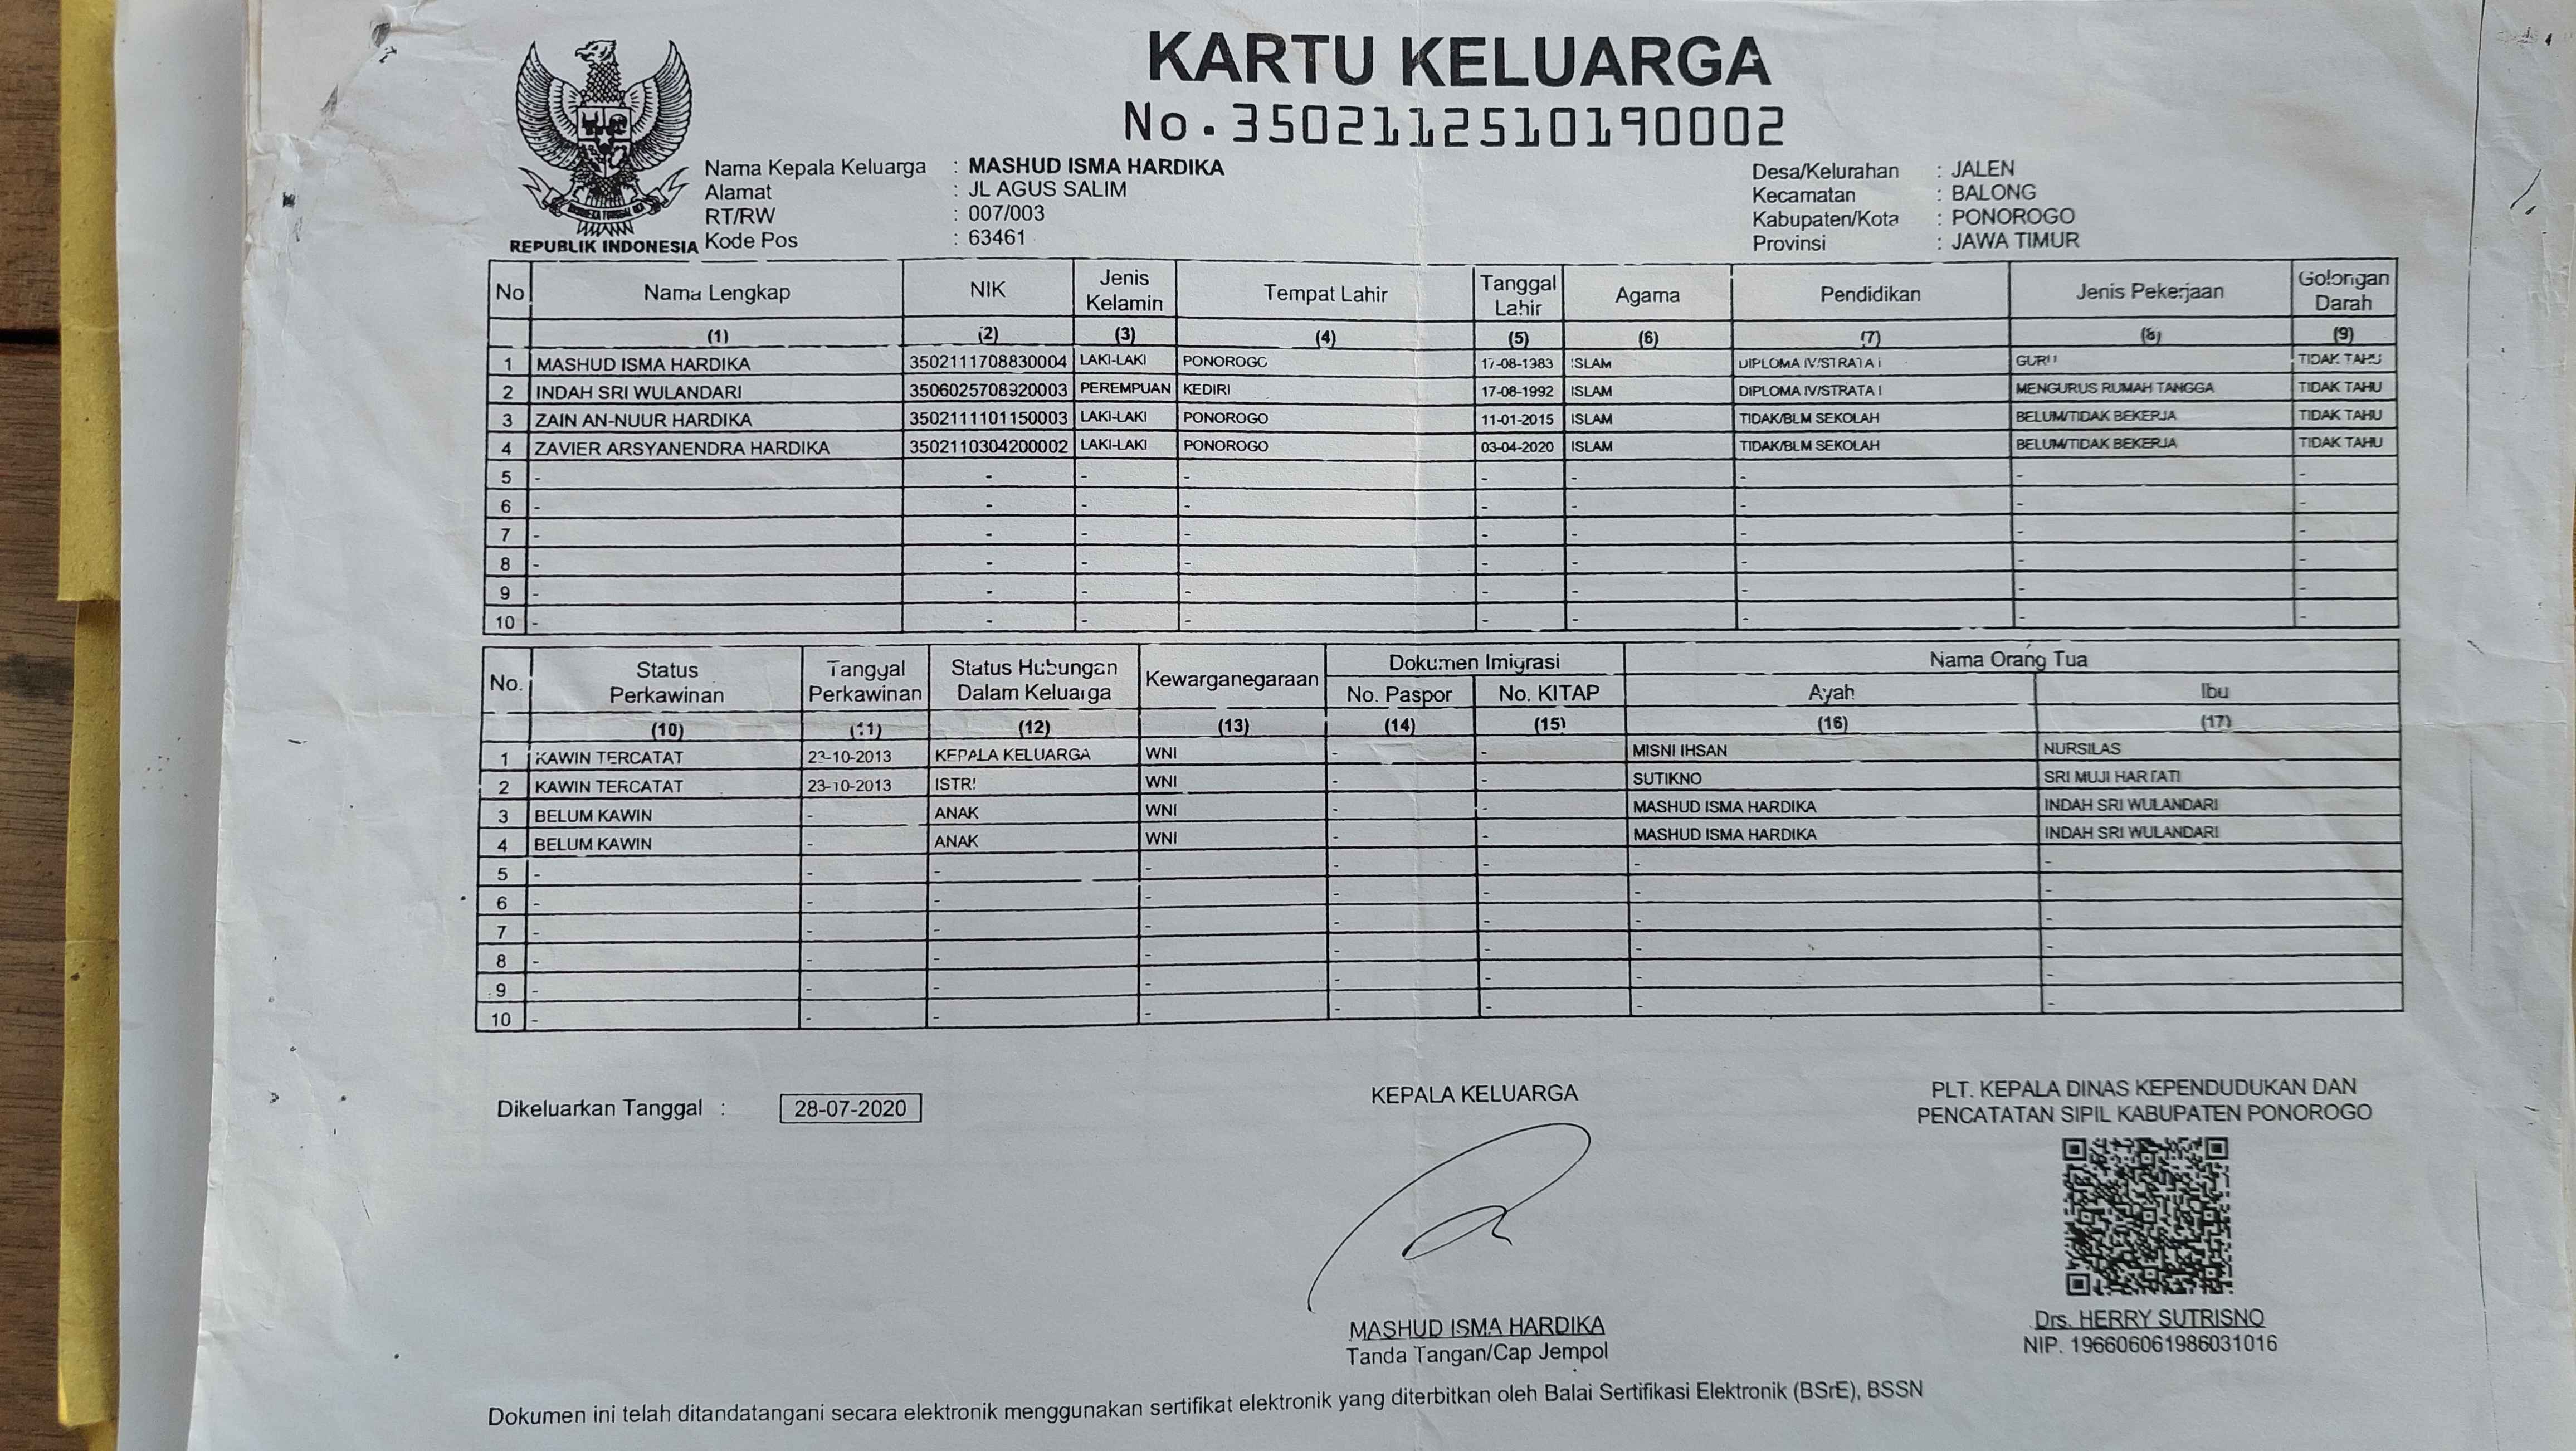 KARTU KELUARGA
No. 3502112510190002
REPUBLIK INDONESIA
Nama Kepala Keluarga : MASHUD ISMA HARDIKA
Alamat : JL AGUS SALIM
RT/RW : 007/003
Kode Pos : 63461
Desa/Kelurahan : JALEN
Kecamatan : BALONG
Kabupaten/Kota : PONOROGO
Provinsi : JAWA TIMUR
No Nama Lengkap NIK Jenis Kelamin Tempat Lahir Tanggal Lahir Agama Pendidikan Jenis Pekerjaan Golongan Darah
(1) (2) (3) (4) (5) (6) (7) (8) (9)
1 MASHUD ISMA HARDIKA 3502111708830004 LAKI-LAKI PONOROGO 17-08-1983 ISLAM DIPLOMA IV/STRATA I GURU TIDAK TAHU
2 INDAH SRI WULANDARI 3506025708920003 PEREMPUAN KEDIRI 17-08-1992 ISLAM DIPLOMA IV/STRATA I MENGURUS RUMAH TANGGA TIDAK TAHU
3 ZAIN AN-NUUR HARDIKA 3502111101150003 LAKI-LAKI PONOROGO 11-01-2015 ISLAM TIDAK/BLM SEKOLAH BELUM/TIDAK BEKERJA TIDAK TAHU
4 ZAVIER ARSYANENDRA HARDIKA 3502110304200002 LAKI-LAKI PONOROGO 03-04-2020 ISLAM TIDAK/BLM SEKOLAH BELUM/TIDAK BEKERJA TIDAK TAHU
5 - - - - - - - - -
6 - - - - - - - - -
7 - - - - - - - - -
8 - - - - - - - - -
9 - - - - - - - - -
10 - - - - - - - - -
No. Status Perkawinan Tanggal Perkawinan Status Hubungan Dalam Keluarga Kewarganegaraan Dokumen Imigrasi Nama Orang Tua
No. Paspor No. KITAP Ayah Ibu
(10) (11) (12) (13) (14) (15) (16) (17)
1 KAWIN TERCATAT 23-10-2013 KEPALA KELUARGA WNI - - MISNI IHSAN NURSILAS
2 KAWIN TERCATAT 23-10-2013 ISTRI WNI - - SUTIKNO SRI MUJI HARTATI
3 BELUM KAWIN - ANAK WNI - - MASHUD ISMA HARDIKA INDAH SRI WULANDARI
4 BELUM KAWIN - ANAK WNI - - MASHUD ISMA HARDIKA INDAH SRI WULANDARI
5 - - - - - - - -
6 - - - - - - - -
7 - - - - - - - -
8 - - - - - - - -
9 - - - - - - - -
10 - - - - - - - -
Dikeluarkan Tanggal : 28-07-2020
KEPALA KELUARGA
MASHUD ISMA HARDIKA
Tanda Tangan/Cap Jempol
PLT. KEPALA DINAS KEPENDUDUKAN DAN
PENCATATAN SIPIL KABUPATEN PONOROGO
Drs. HERRY SUTRISNO
NIP. 196606061986031016
Dokumen ini telah ditandatangani secara elektronik menggunakan sertifikat elektronik yang diterbitkan oleh Balai Sertifikasi Elektronik (BSrE), BSSN